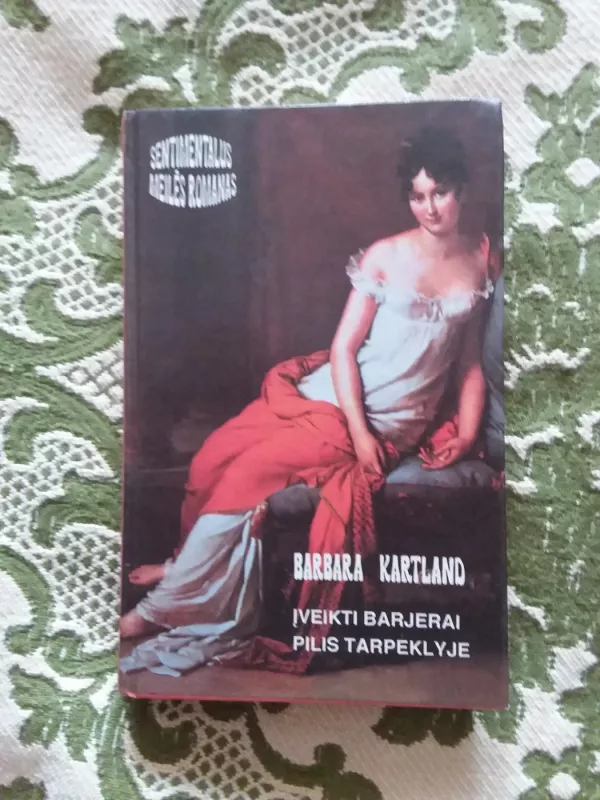 SENTIMENTALUS
MEILĖS ROMANAS
BARBARA KARTLAND
ĮVEIKTI BARJERAI
PILIS TARPEKLYJE